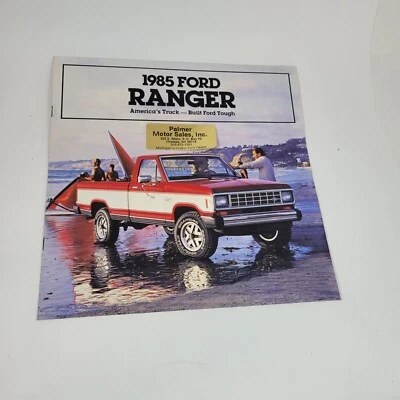 1985 FORD
RANGER
America's Truck — Built Ford Tough
Palmer
Motor Sales, Inc.